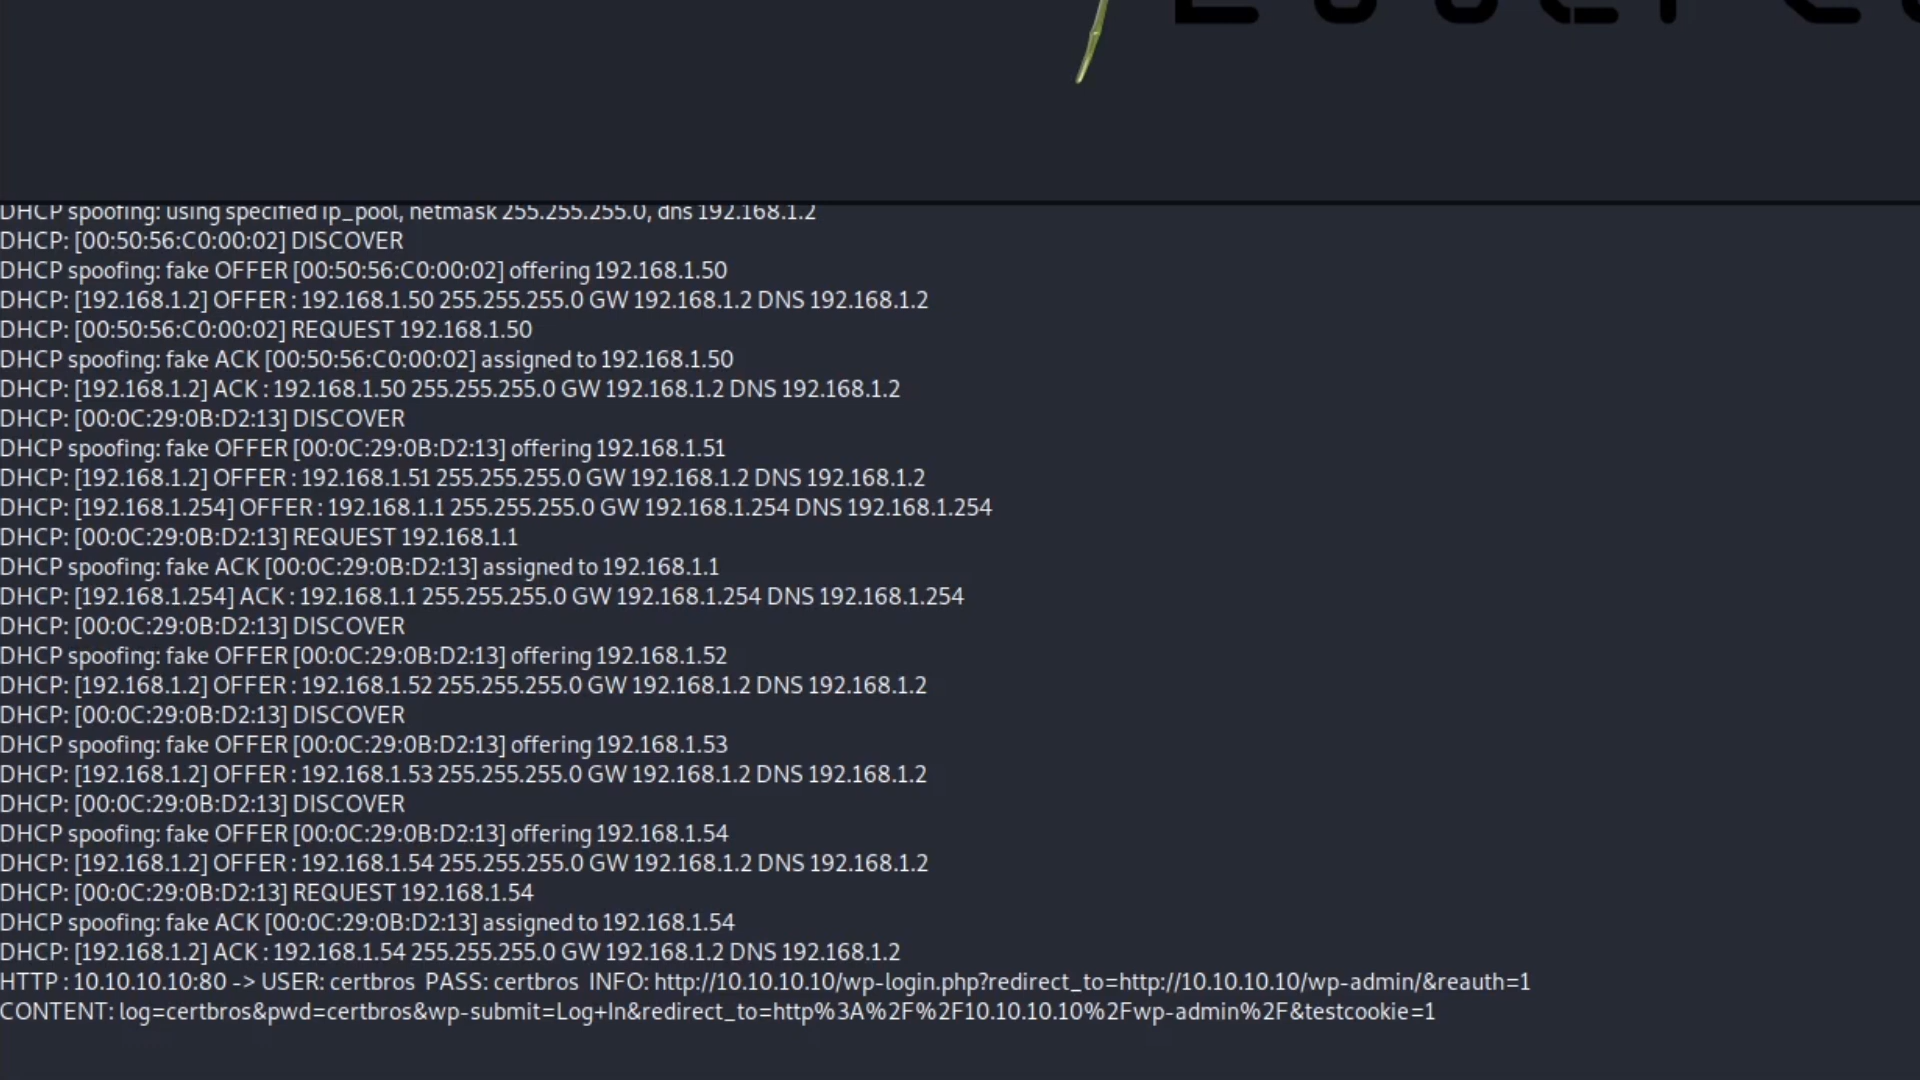 DHCP spoofing: using specified ip_pool, netmask 255.255.255.0, dns 192.168.1.2
DHCP: [00:50:56:C0:00:02] DISCOVER
DHCP spoofing: fake OFFER [00:50:56:C0:00:02] offering 192.168.1.50
DHCP: [192.168.1.2] OFFER : 192.168.1.50 255.255.255.0 GW 192.168.1.2 DNS 192.168.1.2
DHCP: [00:50:56:C0:00:02] REQUEST 192.168.1.50
DHCP spoofing: fake ACK [00:50:56:C0:00:02] assigned to 192.168.1.50
DHCP: [192.168.1.2] ACK : 192.168.1.50 255.255.255.0 GW 192.168.1.2 DNS 192.168.1.2
DHCP: [00:0C:29:0B:D2:13] DISCOVER
DHCP spoofing: fake OFFER [00:0C:29:0B:D2:13] offering 192.168.1.51
DHCP: [192.168.1.2] OFFER : 192.168.1.51 255.255.255.0 GW 192.168.1.2 DNS 192.168.1.2
DHCP: [192.168.1.254] OFFER : 192.168.1.1 255.255.255.0 GW 192.168.1.254 DNS 192.168.1.254
DHCP: [00:0C:29:0B:D2:13] REQUEST 192.168.1.1
DHCP spoofing: fake ACK [00:0C:29:0B:D2:13] assigned to 192.168.1.1
DHCP: [192.168.1.254] ACK : 192.168.1.1 255.255.255.0 GW 192.168.1.254 DNS 192.168.1.254
DHCP: [00:0C:29:0B:D2:13] DISCOVER
DHCP spoofing: fake OFFER [00:0C:29:0B:D2:13] offering 192.168.1.52
DHCP: [192.168.1.2] OFFER : 192.168.1.52 255.255.255.0 GW 192.168.1.2 DNS 192.168.1.2
DHCP: [00:0C:29:0B:D2:13] DISCOVER
DHCP spoofing: fake OFFER [00:0C:29:0B:D2:13] offering 192.168.1.53
DHCP: [192.168.1.2] OFFER : 192.168.1.53 255.255.255.0 GW 192.168.1.2 DNS 192.168.1.2
DHCP: [00:0C:29:0B:D2:13] DISCOVER
DHCP spoofing: fake OFFER [00:0C:29:0B:D2:13] offering 192.168.1.54
DHCP: [192.168.1.2] OFFER : 192.168.1.54 255.255.255.0 GW 192.168.1.2 DNS 192.168.1.2
DHCP: [00:0C:29:0B:D2:13] REQUEST 192.168.1.54
DHCP spoofing: fake ACK [00:0C:29:0B:D2:13] assigned to 192.168.1.54
DHCP: [192.168.1.2] ACK : 192.168.1.54 255.255.255.0 GW 192.168.1.2 DNS 192.168.1.2
HTTP : 10.10.10.10:80 -> USER: certbros PASS: certbros INFO: http://10.10.10.10/wp-login.php?redirect_to=http://10.10.10.10/wp-admin/&reauth=1
CONTENT: log=certbros&pwd=certbros&wp-submit=Log+In&redirect_to=http%3A%2F%2F10.10.10.10%2Fwp-admin%2F&testcookie=1